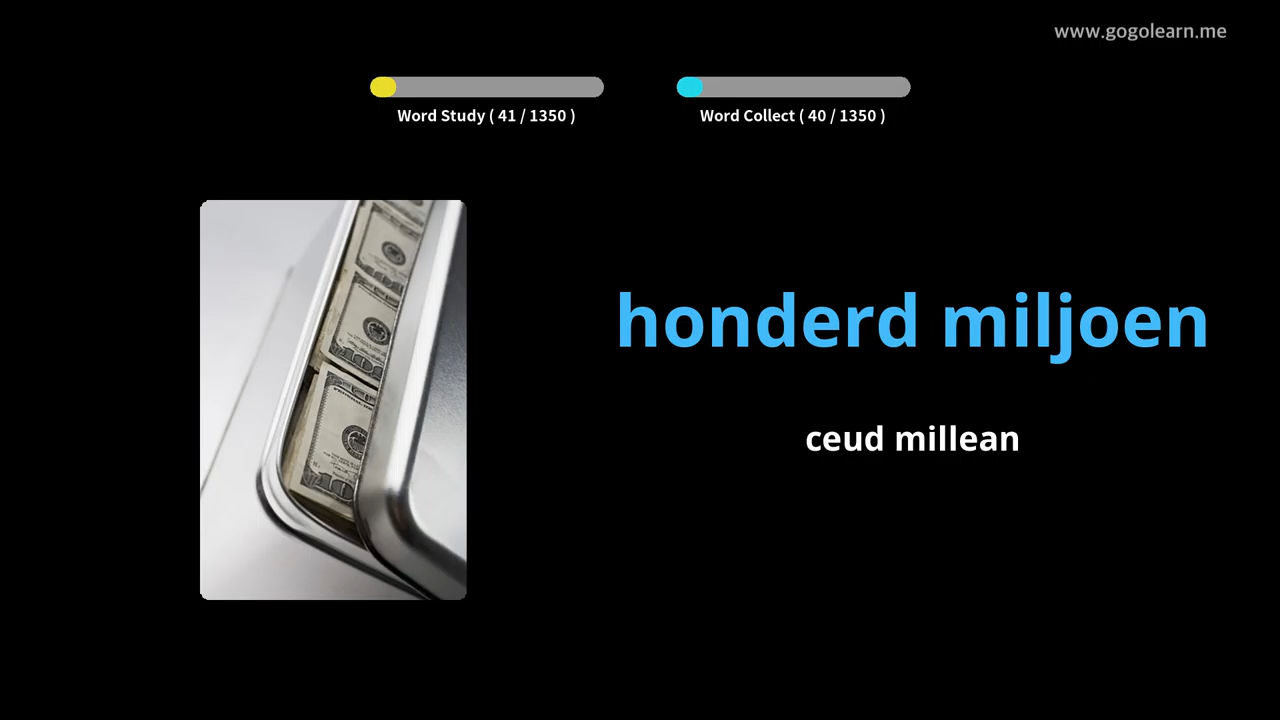 www.gogolearn.me
Word Study ( 41 / 1350 )
Word Collect ( 40 / 1350 )
honderd miljoen
ceud millean